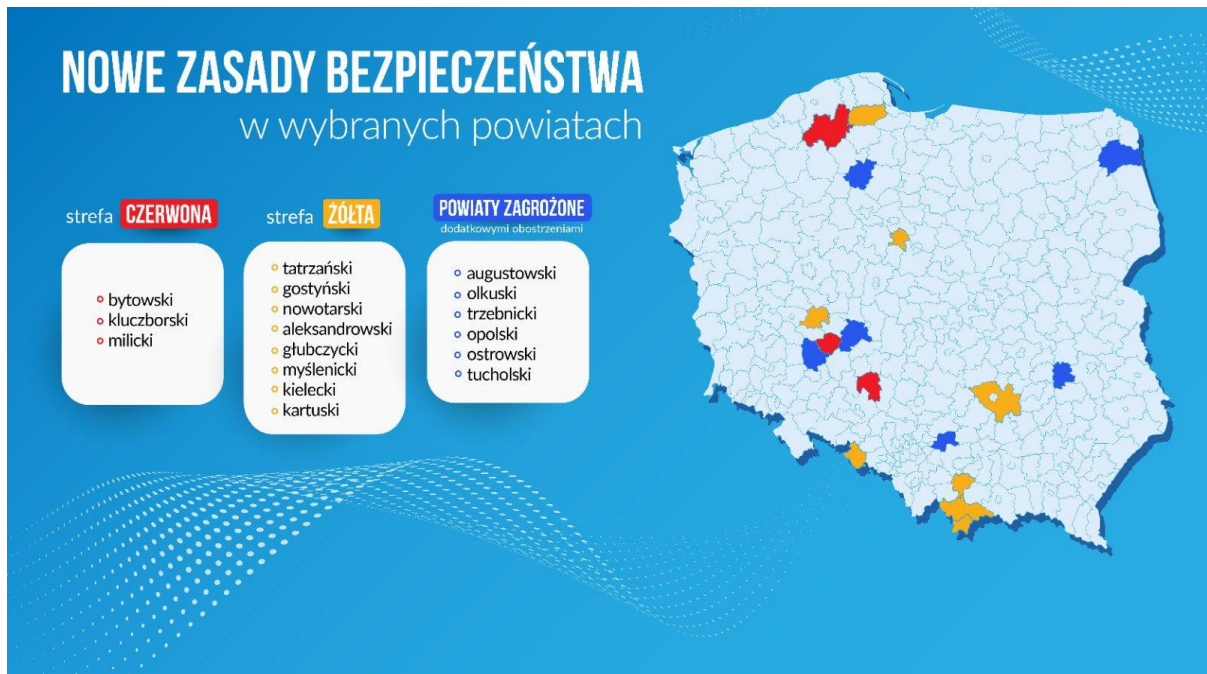 NOWE ZASADY BEZPIECZEŃSTWA
w wybranych powiatach
strefa CZERWONA
bytowski
kluczborski
milicki
strefa ŻÓŁTA
tatrzański
gostyński
nowotarski
aleksandrowski
głubczycki
myślenicki
kielecki
kartuski
POWIATY ZAGROŻONE
dodatkowymi obostrzeniami
augustowski
olkuski
trzebnicki
opolski
ostrowski
tucholski